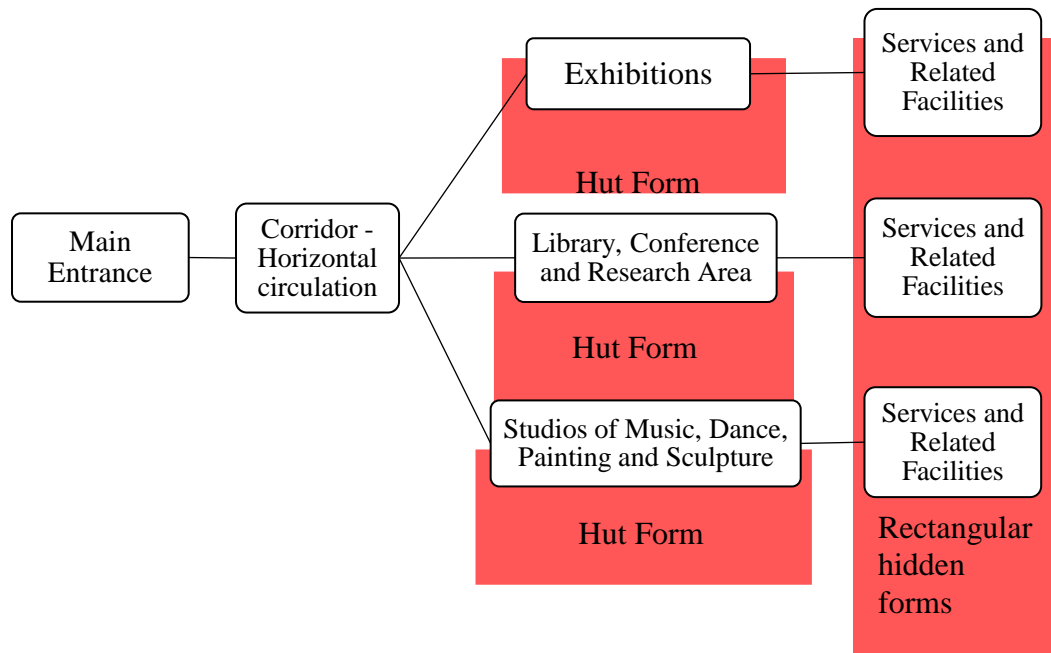 Main
Entrance
Corridor -
Horizontal
circulation
Exhibitions
Hut Form
Library, Conference
and Research Area
Hut Form
Studios of Music, Dance,
Painting and Sculpture
Hut Form
Services and
Related
Facilities
Services and
Related
Facilities
Services and
Related
Facilities
Rectangular
hidden
forms